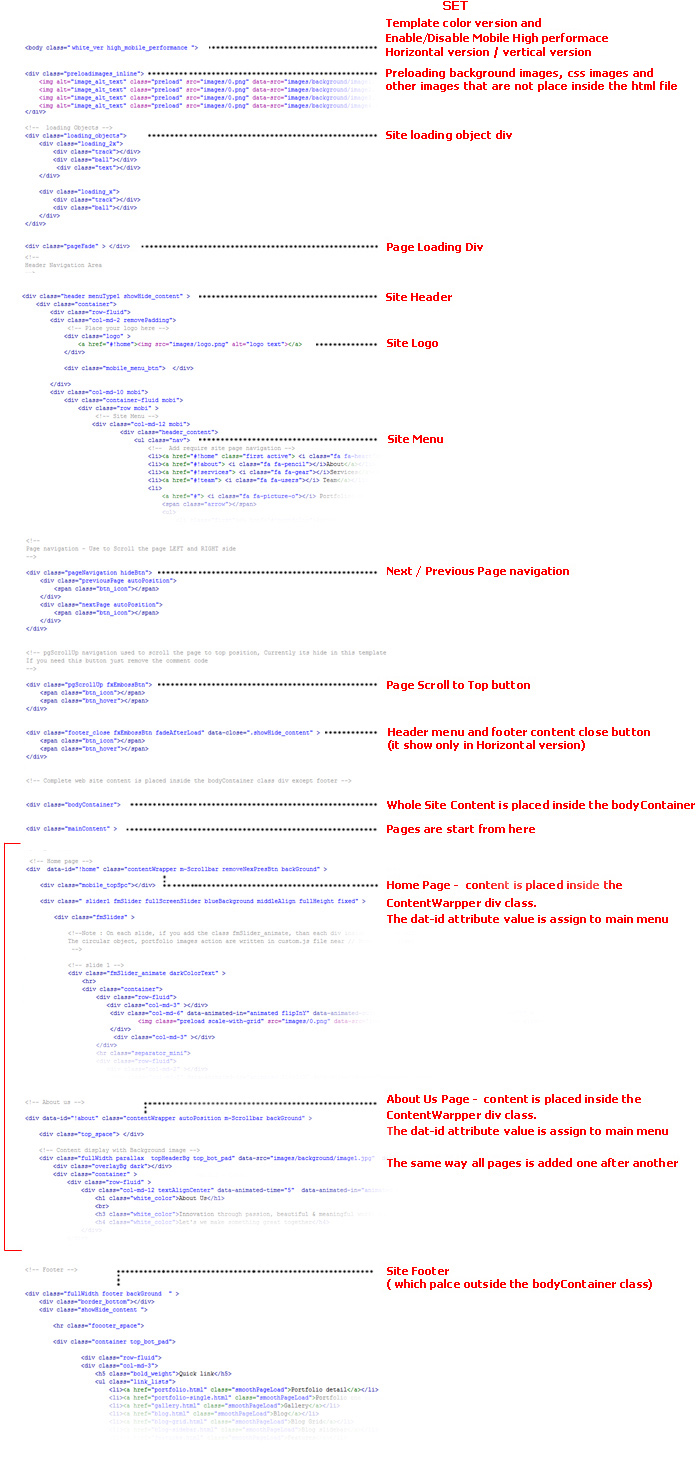 SET
Template color version and
Enable/Disable Mobile High performace
<body class=" white_ver high_mobile_performance "> Horizontal version / vertical version
<div class="preloadimages_inline"> Preloading background images, css images and
<img alt="image_alt_text" class="preload" src="images/0.png" data-src="images/background/ other images that are not place inside the html file
<img alt="image_alt_text" class="preload" src="images/0.png" data-src="images/background/
<img alt="image_alt_text" class="preload" src="images/0.png" data-src="images/background/
<img alt="image_alt_text" class="preload" src="images/0.png" data-src="images/background/
</div>
<!-- loading Objects -->
<div class="loading_objects"> Site loading object div
<div class="loading_2x">
<div class="track"></div>
<div class="ball"></div>
<div class="text"></div>
</div>
<div class="loading_x">
<div class="track"></div>
<div class="ball"></div>
</div>
</div>
<div class="pageFade" > </div> Page Loading Div
<!--
Header Navigation Area
-->
<div class="header menuType1 showHide_content" > Site Header
<div class="container">
<div class="row-fluid">
<div class="col-md-2 removePadding">
<!-- Place your logo here -->
<div class="logo" >
<a href="#!home"><img src="images/logo.png" alt="logo text"></a> Site Logo
</div>
<div class="mobile_menu_btn"> </div>
</div>
<div class="col-md-10 mobi">
<div class="container-fluid mobi">
<div class="row mobi" >
<!-- Site Menu -->
<div class="col-md-12 mobi">
<div class="header_content">
<ul class="nav"> Site Menu
<!-- Add require site page navigation -->
<li><a href="#!home" class="first active"> <i class="fa
<li><a href="#!about"> <i class="fa fa-pencil"></i>About</a>
<li><a href="#!services"> <i class="fa fa-gear"></i>Services
<li><a href="#!team"> <i class="fa fa-users"></i> Team</a>
<li>
<a href="#"> <i class="fa fa-picture-o"></i>
<span class="arrow"></span>
<ul>
<!--
Page navigation - Use to Scroll the page LEFT and RIGHT side
-->
<div class="pageNavigation hideBtn"> Next / Previous Page navigation
<div class="previousPage autoPosition">
<span class="btn_icon"></span>
</div>
<div class="nextPage autoPosition">
<span class="btn_icon"></span>
</div>
</div>
<!-- pgScrollUp navigation used to scroll the page to top position, Currently its hide in this template
If you need this button just remove the comment code
-->
<div class="pgScrollUp fxEmbossBtn"> Page Scroll to Top button
<span class="btn_icon"></span>
<span class="btn_hover"></span>
</div>
<div class="footer_close fxEmbossBtn fadeAfterLoad" data-close=".showHide_content" > Header menu and footer content close button
<span class="btn_icon"></span> (it show only in Horizontal version)
<span class="btn_hover"></span>
</div>
<!-- Complete web site content is placed inside the bodyContainer class div except footer -->
<div class="bodyContainer"> Whole Site Content is placed inside the bodyContainer
<div class="mainContent" > Pages are start from here
<!-- Home page -->
<div data-id="!home" class="contentWrapper m-Scrollbar removeNexPresBtn backGround" >
<div class="mobile_topSpc"></div> Home Page - content is placed inside the
<div class=" slider1 fmSlider fullScreenSlider blueBackground middleAlign fullHeight fixed" > ContentWarpper div class.
<div class="fmSlides" > The dat-id attribute value is assign to main menu
<!--Note : On each slide, if you add the class fmSlider_animate, than each div
The circular object, portfolio images action are written in custom.js file near
-->
<!-- slide 1 -->
<div class="fmSlider_animate darkColorText" >
<hr>
<div class="container">
<div class="row-fluid">
<div class="col-md-3" ></div>
<div class="col-md-6" data-animated-in="animated flipInY" data-animated-
<img class="preload scale-with-grid" src="images/0.png"
</div>
<div class="col-md-3" ></div>
</div>
<hr class="separator_mini">
<div class="row-fluid">
<!-- About us --> About Us Page - content is placed inside the
ContentWarpper div class.
<div data-id="!about" class="contentWrapper autoPosition m-Scrollbar backGround" >
The dat-id attribute value is assign to main menu
<div class="top_space"> </div>
<!-- Content display with Background image -->
<div class="fullWidth parallax topHeaderBg top_bot_pad" data-src="images/background/image1.jpg"
<div class="overlayBg dark"></div> The same way all pages is added one after another
<div class="container" >
<div class="row-fluid" >
<div class="col-md-12 textAlignCenter" data-animated-time="5" data-animated-in=
<h1 class="white_color">About Us</h1>
<br>
<h3 class="white_color">Innovation through passion, beautiful & meaningful
<h4 class="white_color">Let's we make something great together</h4>
<!-- Footer --> Site Footer
( which palce outside the bodyContainer class)
<div class="fullWidth footer backGround " >
<div class="border_bottom"></div>
<div class="showHide_content ">
<hr class="foooter_space">
<div class="container top_bot_pad">
<div class="row-fluid">
<div class="col-md-3">
<h5 class="bold_weight">Quick link</h5>
<ul class="link_lists">
<li><a href="portfolio.html" class="smoothPageLoad">Portfolio detail</a></li>
<li><a href="portfolio-single.html" class="smoothPageLoad">Portfolio
<li><a href="gallery.html" class="smoothPageLoad">Gallery</a></li>
<li><a href="blog.html" class="smoothPageLoad">Blog</a></li>